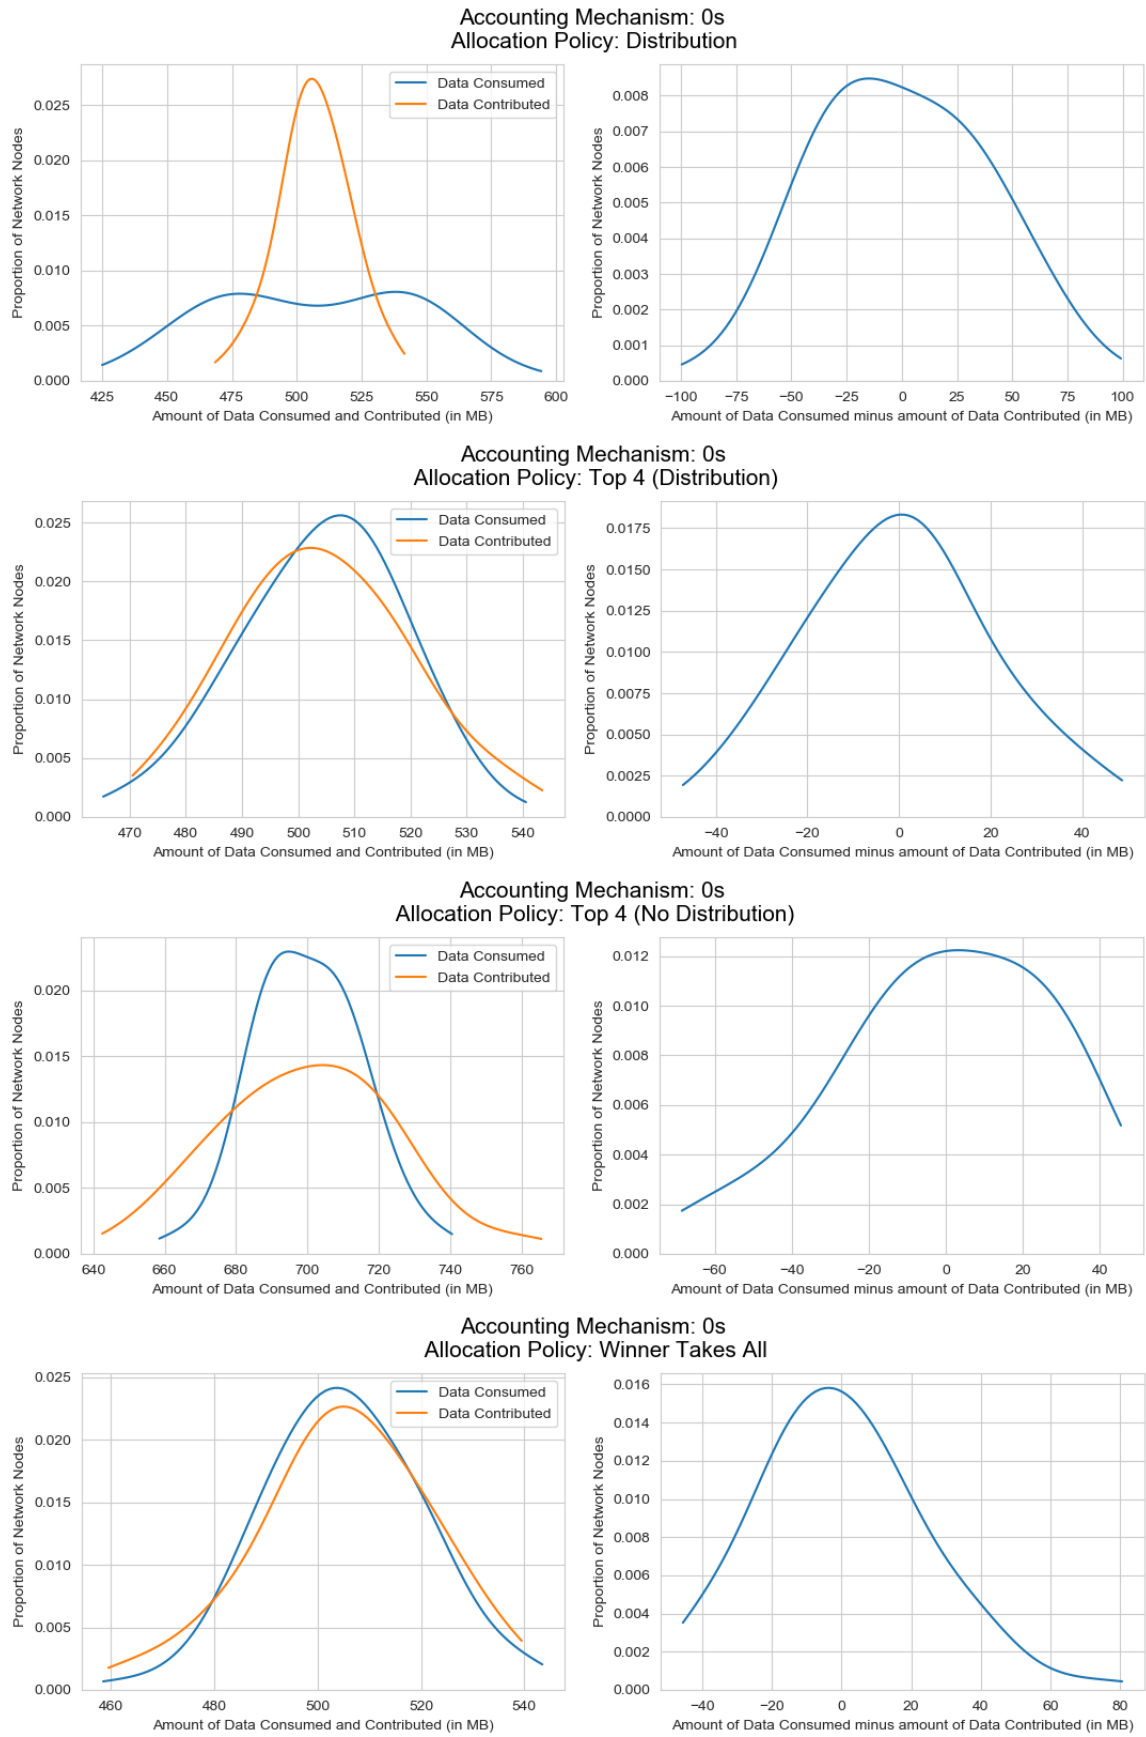 Accounting Mechanism: 0s
Allocation Policy: Distribution
Proportion of Network Nodes
0.025
0.020
0.015
0.010
0.005
0.000
Data Consumed
Data Contributed
425 450 475 500 525 550 575 600
Amount of Data Consumed and Contributed (in MB)
Proportion of Network Nodes
0.008
0.007
0.006
0.005
0.004
0.003
0.002
0.001
0.000
−100 −75 −50 −25 0 25 50 75 100
Amount of Data Consumed minus amount of Data Contributed (in MB)
Accounting Mechanism: 0s
Allocation Policy: Top 4 (Distribution)
Proportion of Network Nodes
0.025
0.020
0.015
0.010
0.005
0.000
Data Consumed
Data Contributed
470 480 490 500 510 520 530 540
Amount of Data Consumed and Contributed (in MB)
Proportion of Network Nodes
0.0175
0.0150
0.0125
0.0100
0.0075
0.0050
0.0025
0.0000
−40 −20 0 20 40
Amount of Data Consumed minus amount of Data Contributed (in MB)
Accounting Mechanism: 0s
Allocation Policy: Top 4 (No Distribution)
Proportion of Network Nodes
0.020
0.015
0.010
0.005
0.000
Data Consumed
Data Contributed
640 660 680 700 720 740 760
Amount of Data Consumed and Contributed (in MB)
Proportion of Network Nodes
0.012
0.010
0.008
0.006
0.004
0.002
0.000
−60 −40 −20 0 20 40
Amount of Data Consumed minus amount of Data Contributed (in MB)
Accounting Mechanism: 0s
Allocation Policy: Winner Takes All
Proportion of Network Nodes
0.025
0.020
0.015
0.010
0.005
0.000
Data Consumed
Data Contributed
460 480 500 520 540
Amount of Data Consumed and Contributed (in MB)
Proportion of Network Nodes
0.016
0.014
0.012
0.010
0.008
0.006
0.004
0.002
0.000
−40 −20 0 20 40 60 80
Amount of Data Consumed minus amount of Data Contributed (in MB)